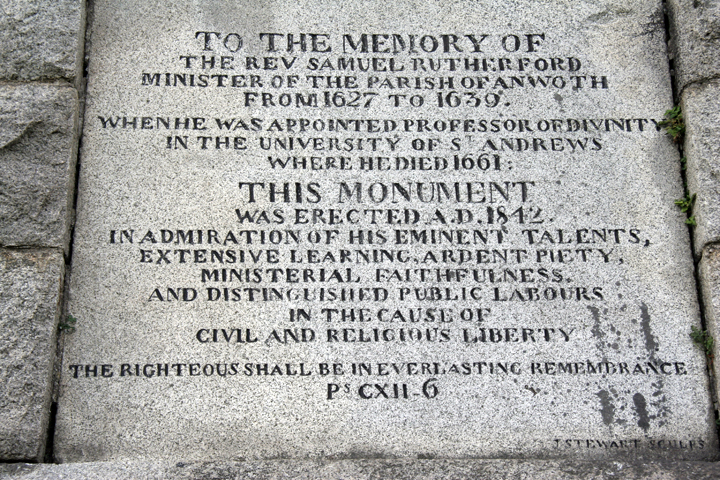 TO THE MEMORY OF
THE REV. SAMUEL RUTHERFORD
MINISTER OF THE PARISH OF ANWOTH
FROM 1627 TO 1639.
WHEN HE WAS APPOINTED PROFESSOR OF DIVINITY
IN THE UNIVERSITY OF ST ANDREWS
WHERE HE DIED 1661:
THIS MONUMENT
WAS ERECTED A.D. 1842.
IN ADMIRATION OF HIS EMINENT TALENTS,
EXTENSIVE LEARNING, ARDENT PIETY,
MINISTERIAL FAITHFULNESS.
AND DISTINGUISHED PUBLIC LABOURS
IN THE CAUSE OF
CIVIL AND RELIGIOUS LIBERTY
THE RIGHTEOUS SHALL BE IN EVERLASTING REMEMBRANCE
PS CXII-6
T. STEWART SCULPS